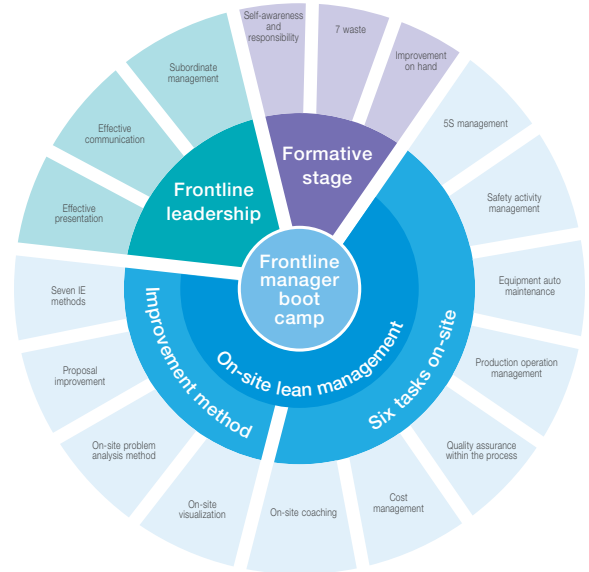 Self-awareness
and
responsibility
7 waste
Improvement
on hand
Subordinate
management
5S management
Effective
communication
Formative
stage
Frontline
leadership
Safety activity
management
Effective
presentation
Frontline
manager
boot
camp
Equipment auto
maintenance
Seven IE
methods
On-site lean management
Improvement method
Six tasks on-site
Production operation
management
Proposal
improvement
On-site problem
analysis method
Quality assurance
within the process
On-site
visualization
On-site coaching
Cost
management